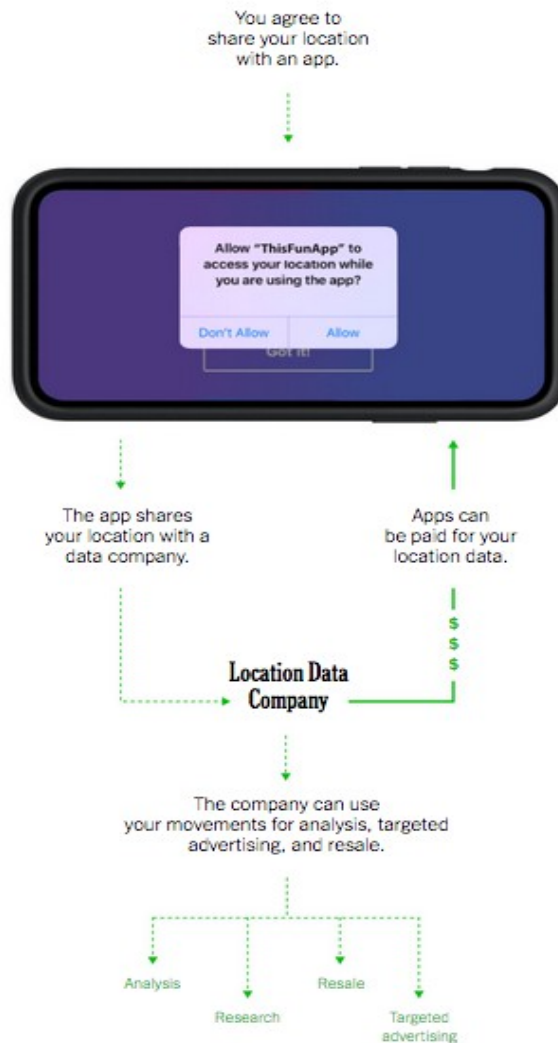 You agree to
share your location
with an app.
Allow "ThisFunApp" to
access your location while
you are using the app?
Don't Allow
Allow
Got it!
The app shares
your location with a
data company.
Apps can
be paid for your
location data.
$
$
$
Location Data
Company
The company can use
your movements for analysis, targeted
advertising, and resale.
Analysis
Resale
Research
Targeted
advertising